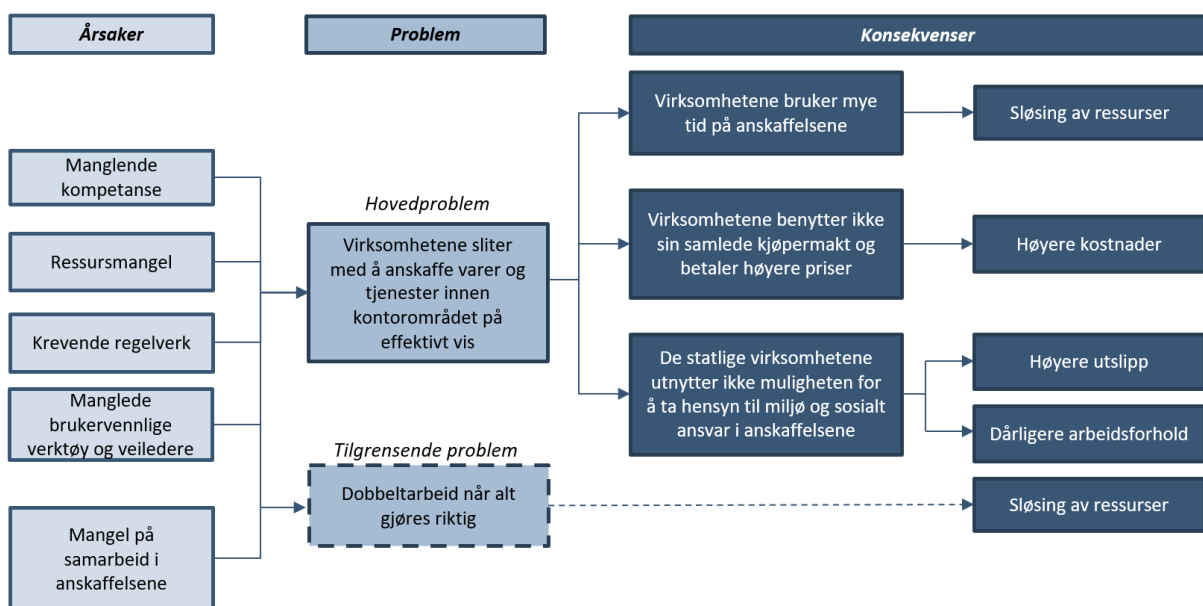 Årsaker
Problem
Konsekvenser
Manglende
kompetanse
Ressursmangel
Krevende regelverk
Manglede
brukervennlige
verktøy og veiledere
Mangel på
samarbeid i
anskaffelsene
Hovedproblem
Virksomhetene sliter
med å anskaffe varer og
tjenester innen
kontorområdet på
effektivt vis
Tilgrensende problem
Dobbeltarbeid når alt
gjøres riktig
Virksomhetene bruker mye
tid på anskaffelsene
Sløsing av ressurser
Virksomhetene benytter ikke
sin samlede kjøpermakt og
betaler høyere priser
Høyere kostnader
De statlige virksomhetene
utnytter ikke muligheten for
å ta hensyn til miljø og sosialt
ansvar i anskaffelsene
Høyere utslipp
Dårligere arbeidsforhold
Sløsing av ressurser